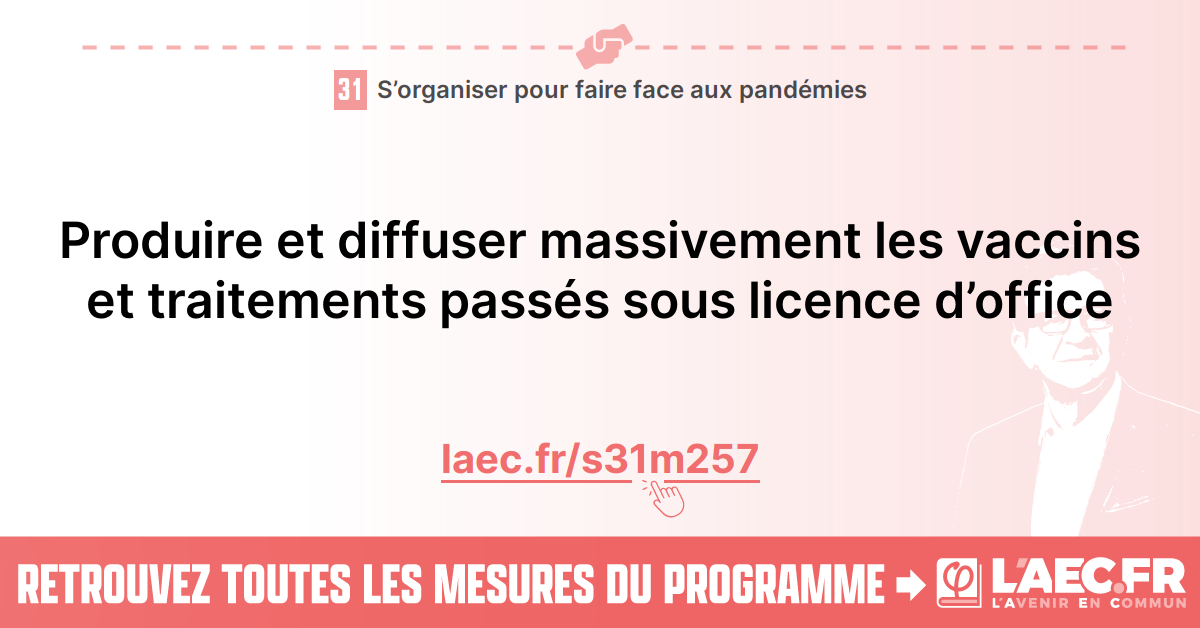 31 S’organiser pour faire face aux pandémies
Produire et diffuser massivement les vaccins
et traitements passés sous licence d’office
laec.fr/s31m257
RETROUVEZ TOUTES LES MESURES DU PROGRAMME
L'AEC.FR
L'AVENIR EN COMMUN